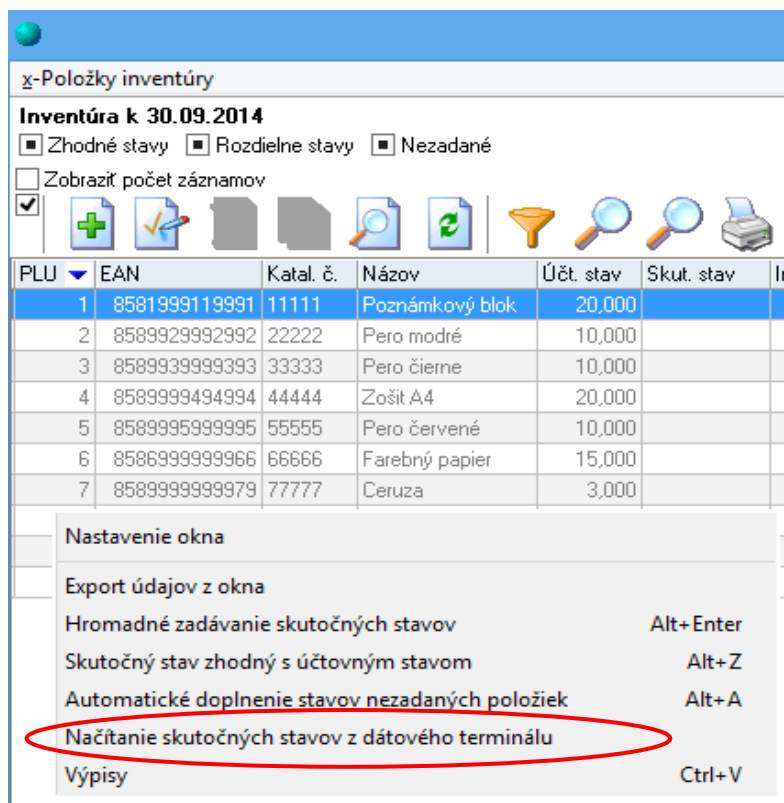 x-Položky inventúry
Inventúra k 30.09.2014
Zhodné stavy Rozdielne stavy Nezadané
Zobraziť počet záznamov
PLU EAN Katal. č. Názov Účt. stav Skut. stav
1 8581999119991 11111 Poznámkový blok 20,000
2 8589929992992 22222 Pero modré 10,000
3 8589939999393 33333 Pero čierne 10,000
4 8589999494994 44444 Zošit A4 20,000
5 8589995999995 55555 Pero červené 10,000
6 8586999999966 66666 Farebný papier 15,000
7 8589999999979 77777 Ceruza 3,000
Nastavenie okna
Export údajov z okna
Hromadné zadávanie skutočných stavov Alt+Enter
Skutočný stav zhodný s účtovným stavom Alt+Z
Automatické doplnenie stavov nezadaných položiek Alt+A
Načítanie skutočných stavov z dátového terminálu
Výpisy Ctrl+V